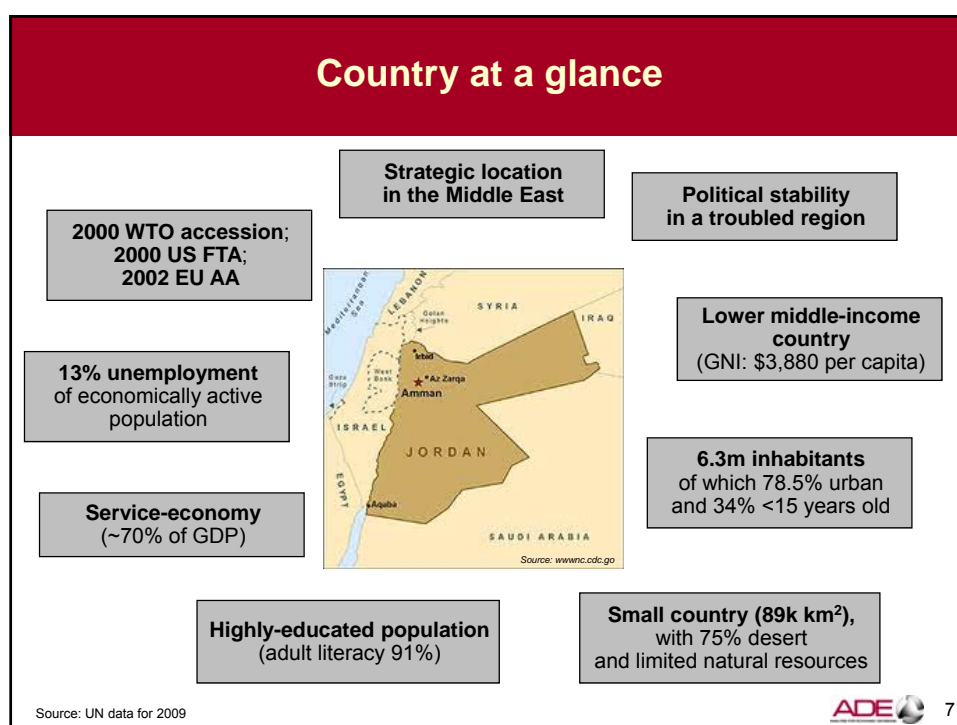 Country at a glance
Strategic location
in the Middle East
Political stability
in a troubled region
2000 WTO accession;
2000 US FTA;
2002 EU AA
Lower middle-income
country
(GNI: $3,880 per capita)
13% unemployment
of economically active
population
6.3m inhabitants
of which 78.5% urban
and 34% <15 years old
Service-economy
(~70% of GDP)
Highly-educated population
(adult literacy 91%)
Small country (89k km²),
with 75% desert
and limited natural resources
Mediterranean
Sea
LEBANON
Golan
Heights
SYRIA
IRAQ
Irbid
West
Bank
Az Zarqa
Amman
Gaza
Strip
ISRAEL
JORDAN
EGYPT
Aqaba
SAUDI ARABIA
Source: wwwnc.cdc.go
Source: UN data for 2009
ADE
7